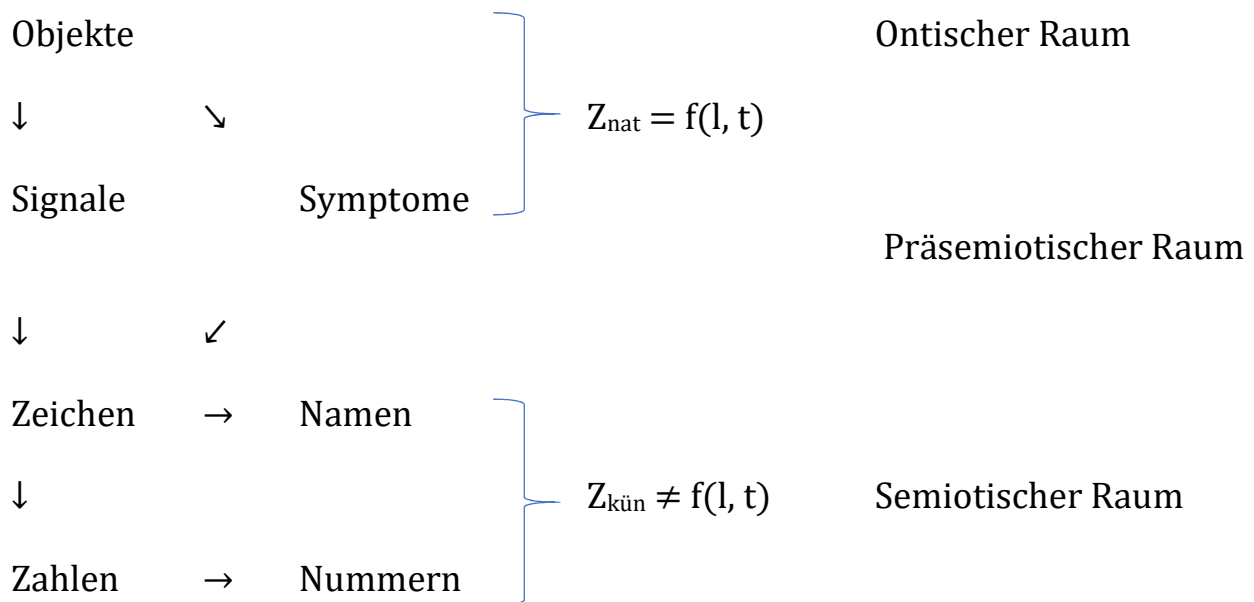 Objekte Ontischer Raum
↓ ↘ Znat = f(l, t)
Signale Symptome
Präsemiotischer Raum
↓ ↙
Zeichen → Namen
↓ Zkün ≠ f(l, t) Semiotischer Raum
Zahlen → Nummern